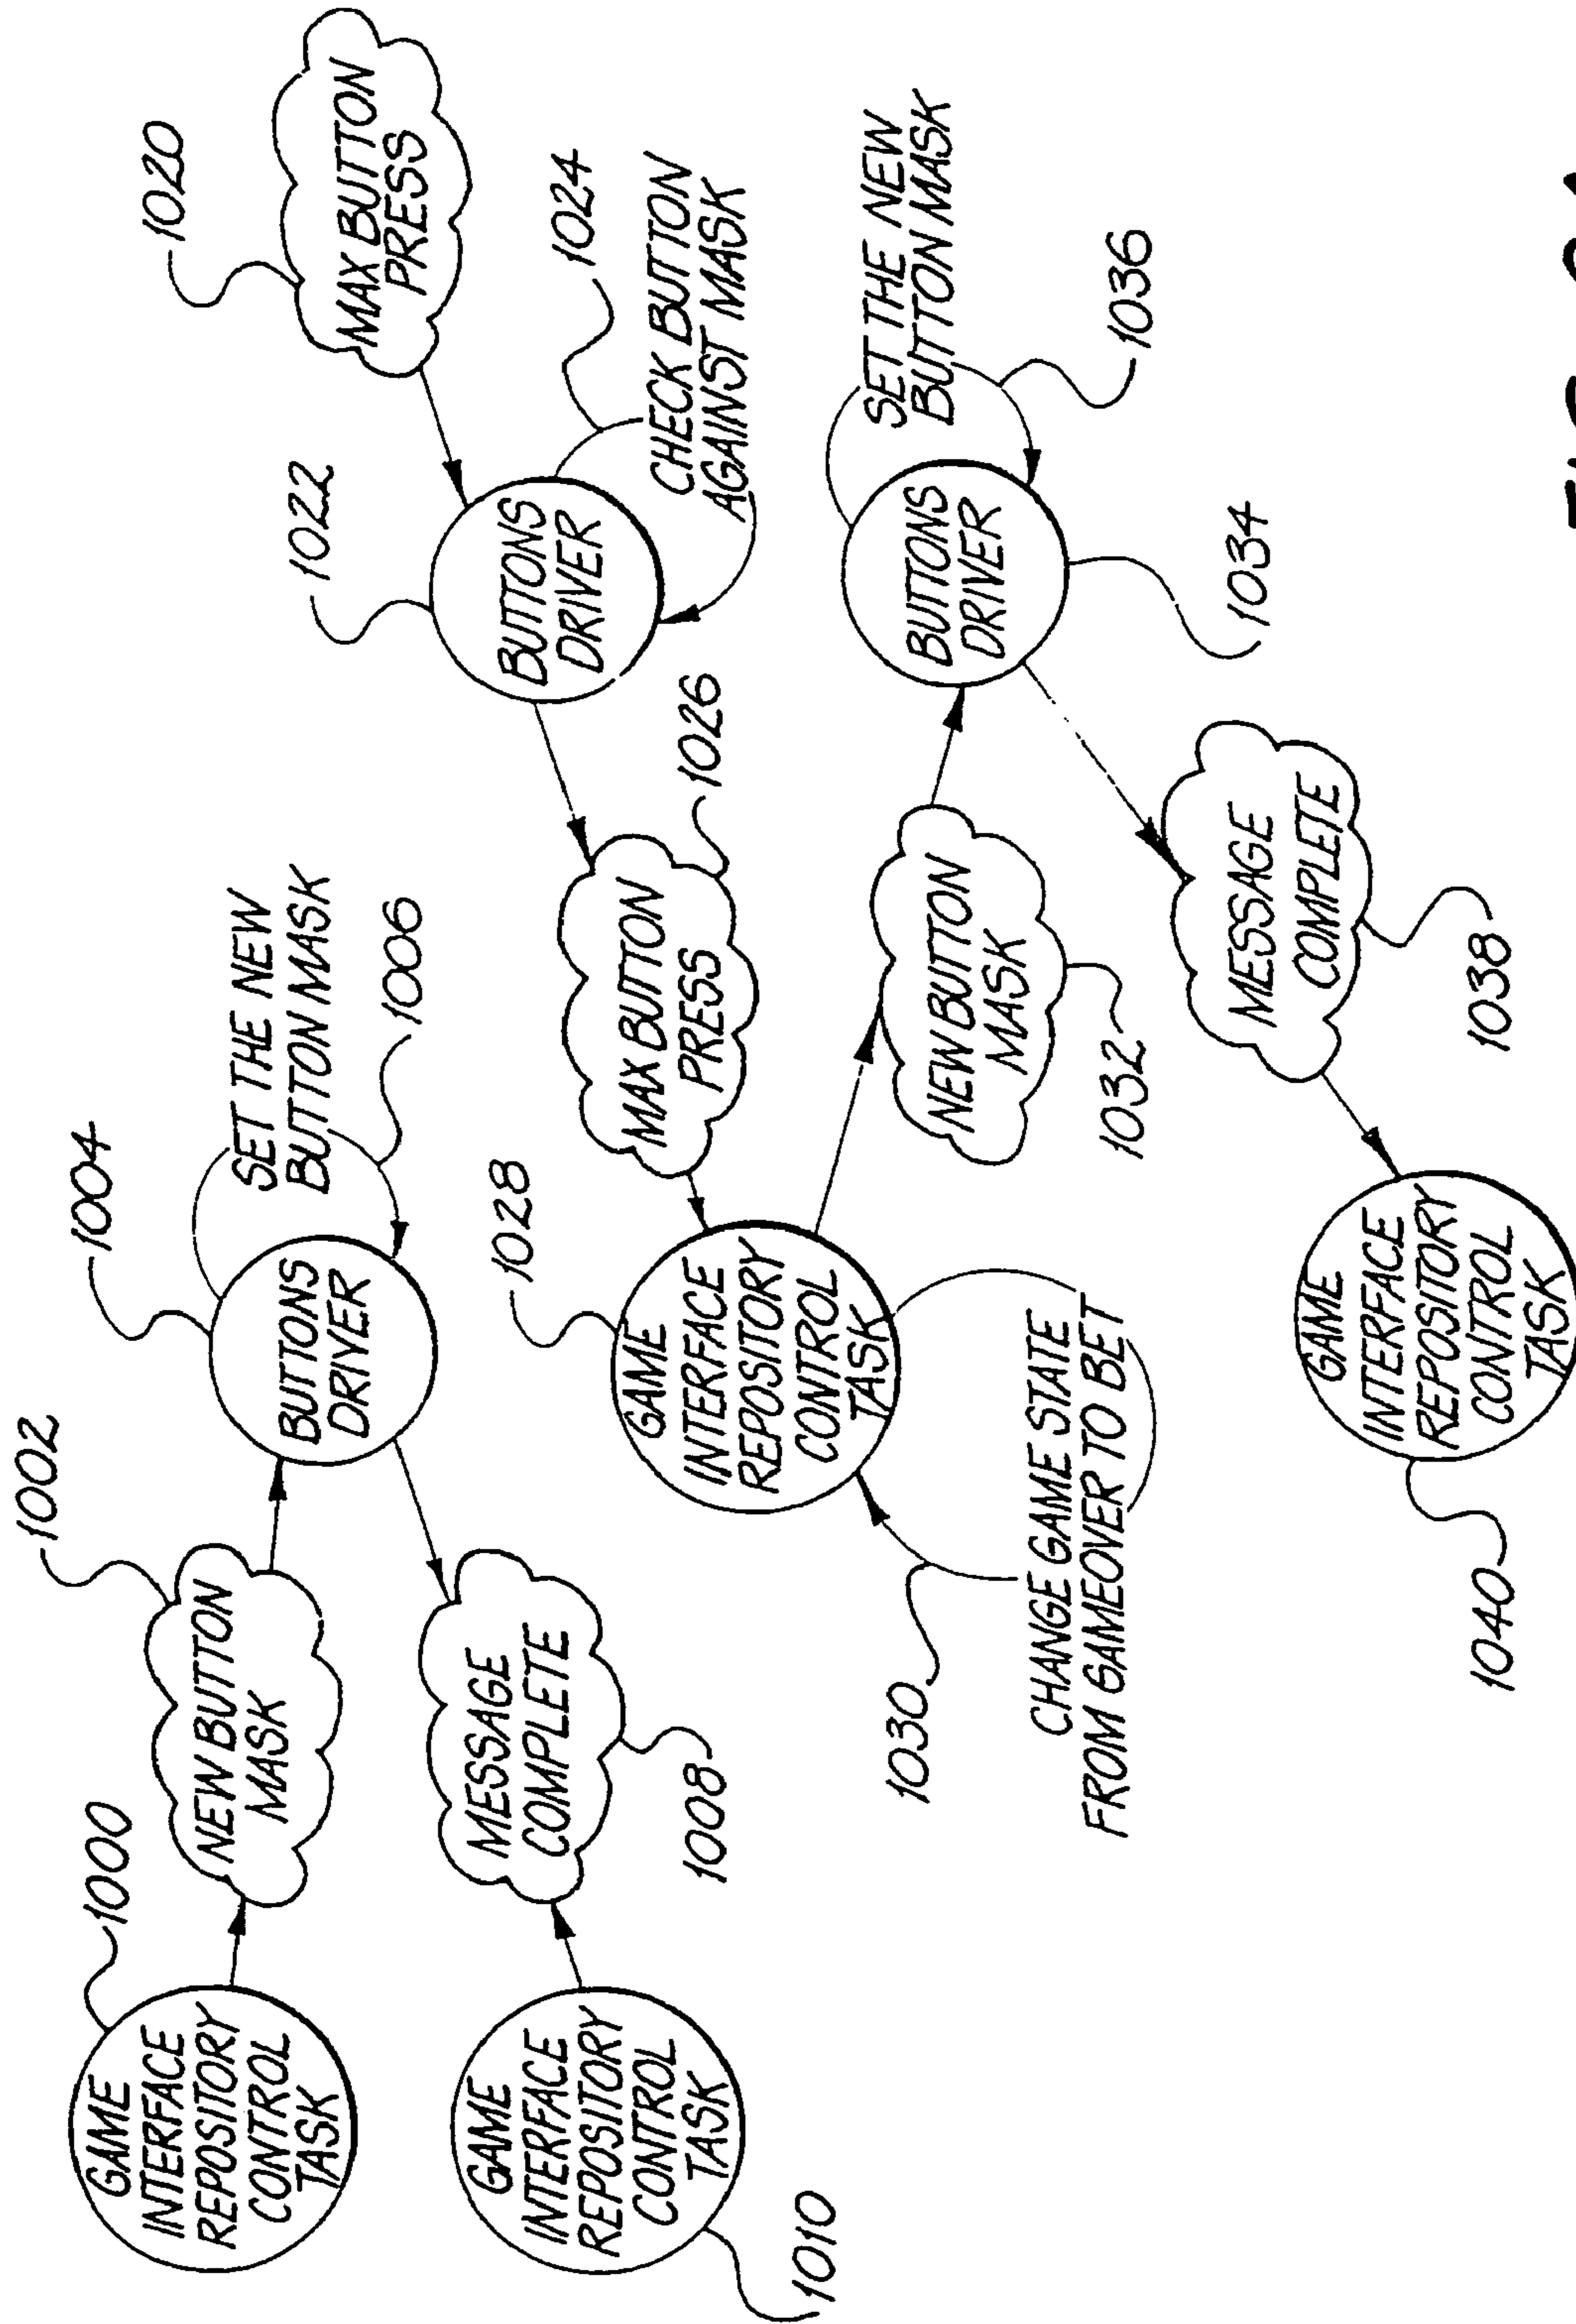 1000
GAME
INTERFACE
REPOSITORY
CONTROL
TASK
1002
NEW BUTTON
MASK
1004
BUTTONS
DRIVER
SET THE NEW
BUTTON MASK
1006
MESSAGE
COMPLETE
1008
GAME
INTERFACE
REPOSITORY
CONTROL
TASK
1010
1020
MAX BUTTON
PRESS
1022
BUTTONS
DRIVER
1024
CHECK BUTTON
AGAINST MASK
MAX BUTTON
PRESS
1026
1028
GAME
INTERFACE
REPOSITORY
CONTROL
TASK
1030
CHANGE GAME STATE
FROM GAMEOVER TO BET
NEW BUTTON
MASK
1032
BUTTONS
DRIVER
1034
SET THE NEW
BUTTON MASK
1036
MESSAGE
COMPLETE
1038
GAME
INTERFACE
REPOSITORY
CONTROL
TASK
1040